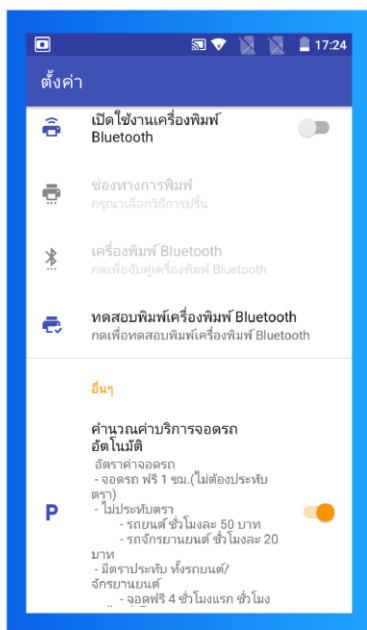 17:24
ตั้งค่า
เปิดใช้งานเครื่องพิมพ์
Bluetooth
ช่องทางการพิมพ์
กรุณาเลือกวิธีการปริ้น
เครื่องพิมพ์ Bluetooth
กดเพื่อจับคู่เครื่องพิมพ์ Bluetooth
ทดสอบพิมพ์เครื่องพิมพ์ Bluetooth
กดเพื่อทดสอบพิมพ์เครื่องพิมพ์ Bluetooth
อื่นๆ
คำนวณค่าบริการจอดรถ
อัตโนมัติ
อัตราค่าจอดรถ
- จอดรถ ฟรี 1 ชม.(ไม่ต้องประทับ
ตรา)
- ไม่ประทับตรา
- รถยนต์ ชั่วโมงละ 50 บาท
- รถจักรยานยนต์ ชั่วโมงละ 20
บาท
- มีตราประทับ ทั้งรถยนต์/
จักรยานยนต์
- จอดฟรี 4 ชั่วโมงแรก ชั่วโมง
P